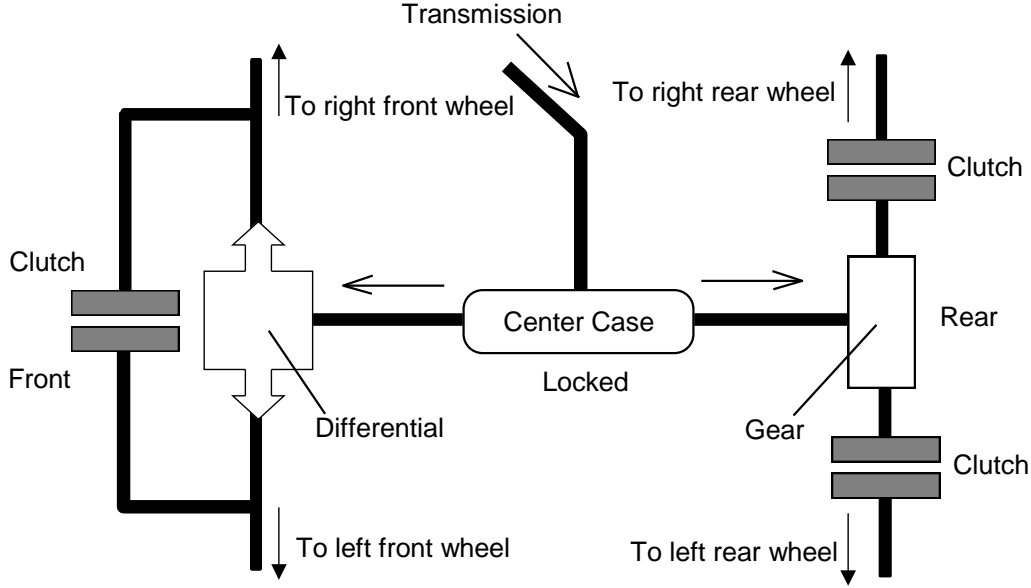 Transmission
To right front wheel
To right rear wheel
Clutch
Clutch
Center Case
Rear
Front
Locked
Differential
Gear
Clutch
To left front wheel
To left rear wheel